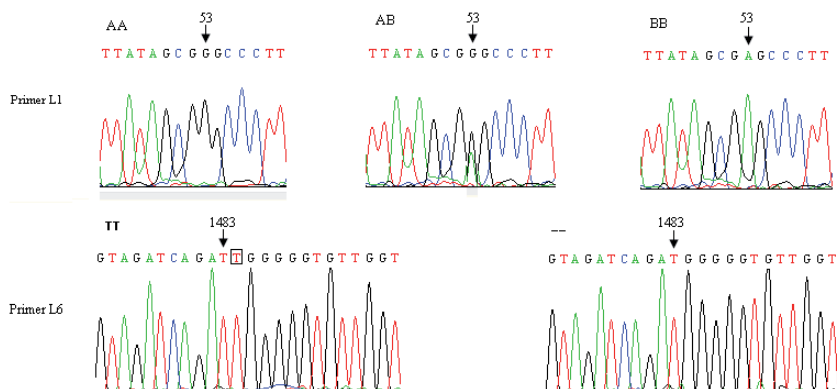 AA 53 AB 53 BB 53
TTATAGCGGGCCCTT TTATAGCGGGCCCTT TTATAGCGAGCCCTT
Primer L1
TT 1483 -- 1483
GTAGATCAGATTGGGGGTGTTGGT GTAGATCAGATGGGGGTGTTGGT
Primer L6